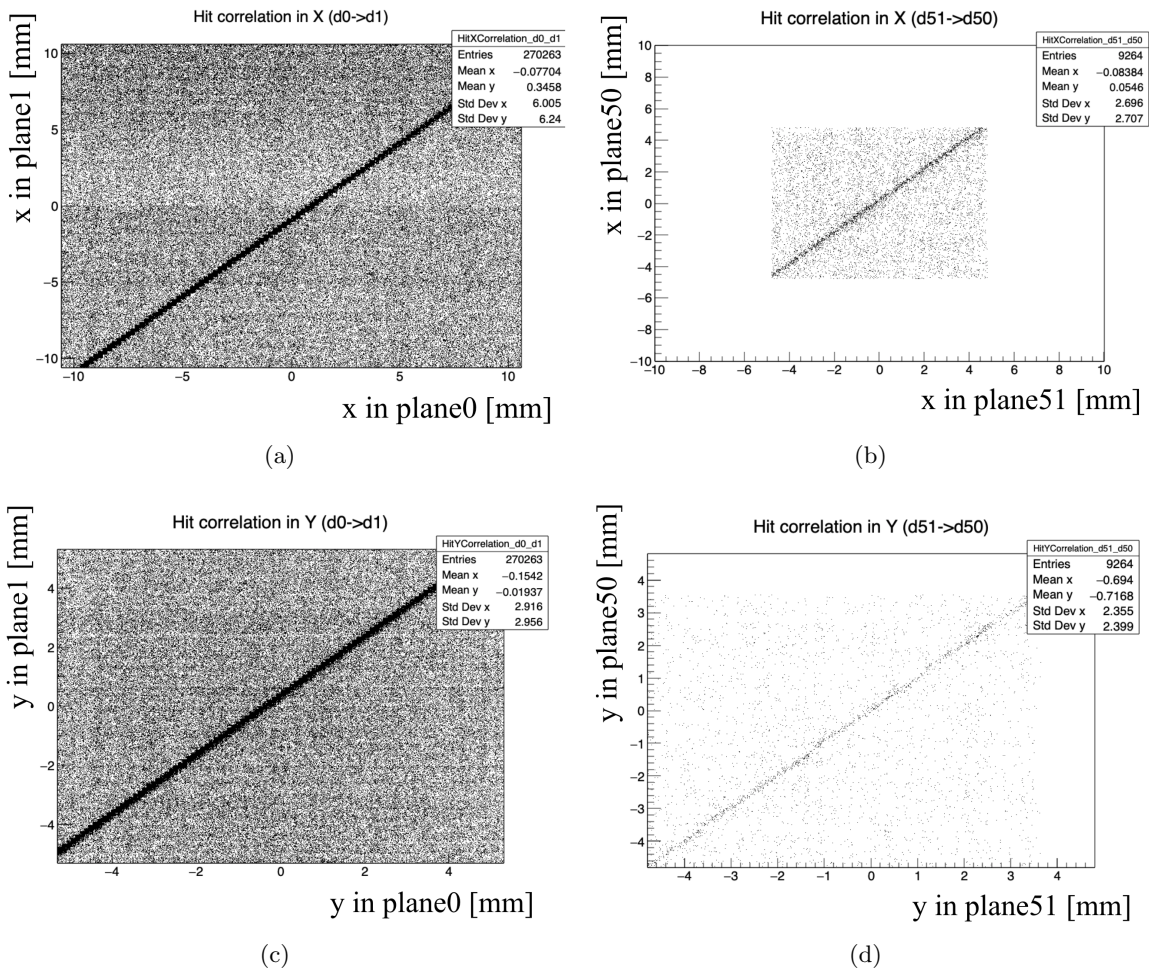 Hit correlation in X (d0->d1)
HitXCorrelation_d0_d1
Entries 270263
Mean x −0.07704
Mean y 0.3458
Std Dev x 6.005
Std Dev y 6.24
x in plane1 [mm]
10
5
0
−5
−10
−10 −5 0 5 10
x in plane0 [mm]
(a)
Hit correlation in X (d51->d50)
HitXCorrelation_d51_d50
Entries 9264
Mean x −0.08384
Mean y 0.0546
Std Dev x 2.696
Std Dev y 2.707
x in plane50 [mm]
10
8
6
4
2
0
−2
−4
−6
−8
−10
−10 −8 −6 −4 −2 0 2 4 6 8 10
x in plane51 [mm]
(b)
Hit correlation in Y (d0->d1)
HitYCorrelation_d0_d1
Entries 270263
Mean x −0.1542
Mean y −0.01937
Std Dev x 2.916
Std Dev y 2.956
y in plane1 [mm]
4
2
0
−2
−4
−4 −2 0 2 4
y in plane0 [mm]
(c)
Hit correlation in Y (d51->d50)
HitYCorrelation_d51_d50
Entries 9264
Mean x −0.694
Mean y −0.7168
Std Dev x 2.355
Std Dev y 2.399
y in plane50 [mm]
4
3
2
1
0
−1
−2
−3
−4
−4 −3 −2 −1 0 1 2 3 4
y in plane51 [mm]
(d)